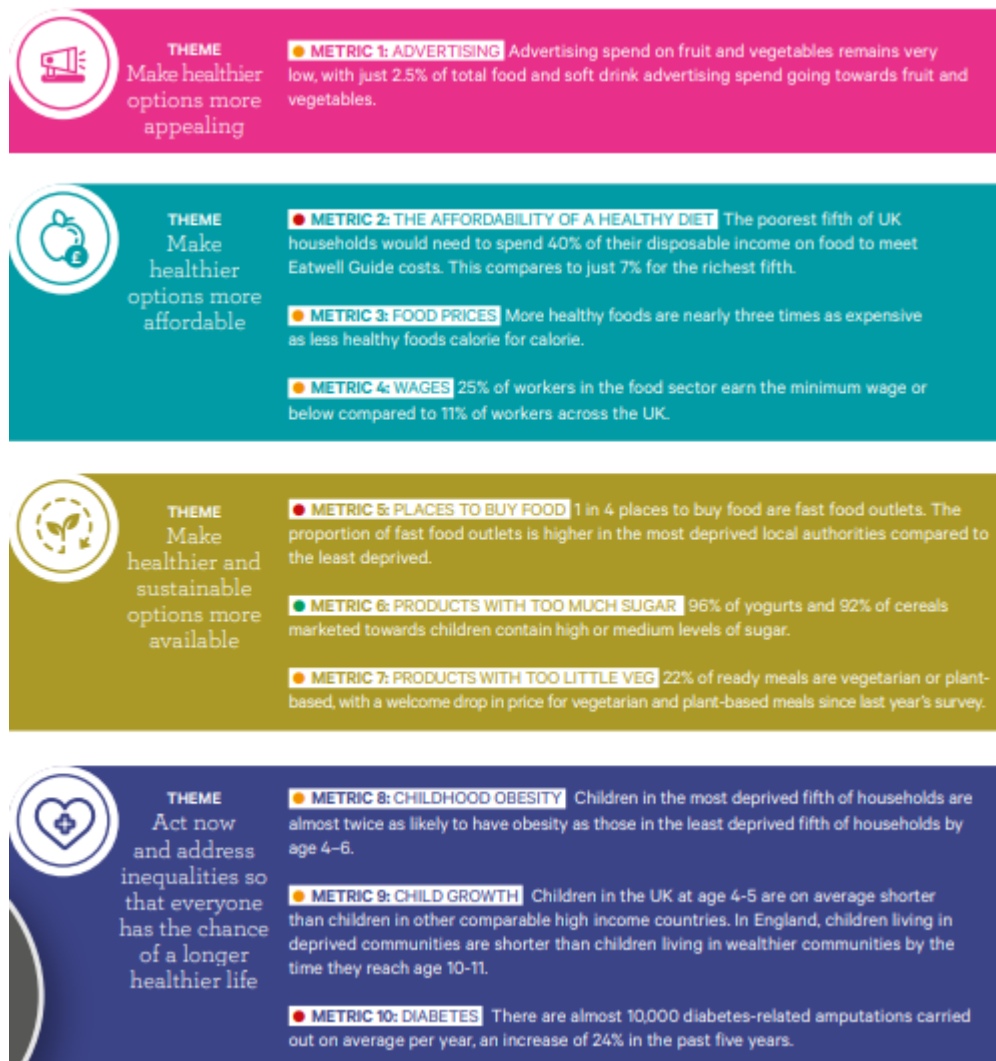 THEME
Make healthier
options more
appealing
METRIC 1: ADVERTISING Advertising spend on fruit and vegetables remains very
low, with just 2.5% of total food and soft drink advertising spend going towards fruit and
vegetables.
THEME
Make
healthier
options more
affordable
£
METRIC 2: THE AFFORDABILITY OF A HEALTHY DIET The poorest fifth of UK
households would need to spend 40% of their disposable income on food to meet
Eatwell Guide costs. This compares to just 7% for the richest fifth.
METRIC 3: FOOD PRICES More healthy foods are nearly three times as expensive
as less healthy foods calorie for calorie.
METRIC 4: WAGES 25% of workers in the food sector earn the minimum wage or
below compared to 11% of workers across the UK.
THEME
Make
healthier and
sustainable
options more
available
METRIC 5: PLACES TO BUY FOOD 1 in 4 places to buy food are fast food outlets. The
proportion of fast food outlets is higher in the most deprived local authorities compared to
the least deprived.
METRIC 6: PRODUCTS WITH TOO MUCH SUGAR 96% of yogurts and 92% of cereals
marketed towards children contain high or medium levels of sugar.
METRIC 7: PRODUCTS WITH TOO LITTLE VEG 22% of ready meals are vegetarian or plant-
based, with a welcome drop in price for vegetarian and plant-based meals since last year's survey.
THEME
Act now
and address
inequalities so
that everyone
has the chance
of a longer
healthier life
METRIC 8: CHILDHOOD OBESITY Children in the most deprived fifth of households are
almost twice as likely to have obesity as those in the least deprived fifth of households by
age 4–6.
METRIC 9: CHILD GROWTH Children in the UK at age 4-5 are on average shorter
than children in other comparable high income countries. In England, children living in
deprived communities are shorter than children living in wealthier communities by the
time they reach age 10-11.
METRIC 10: DIABETES There are almost 10,000 diabetes-related amputations carried
out on average per year, an increase of 24% in the past five years.